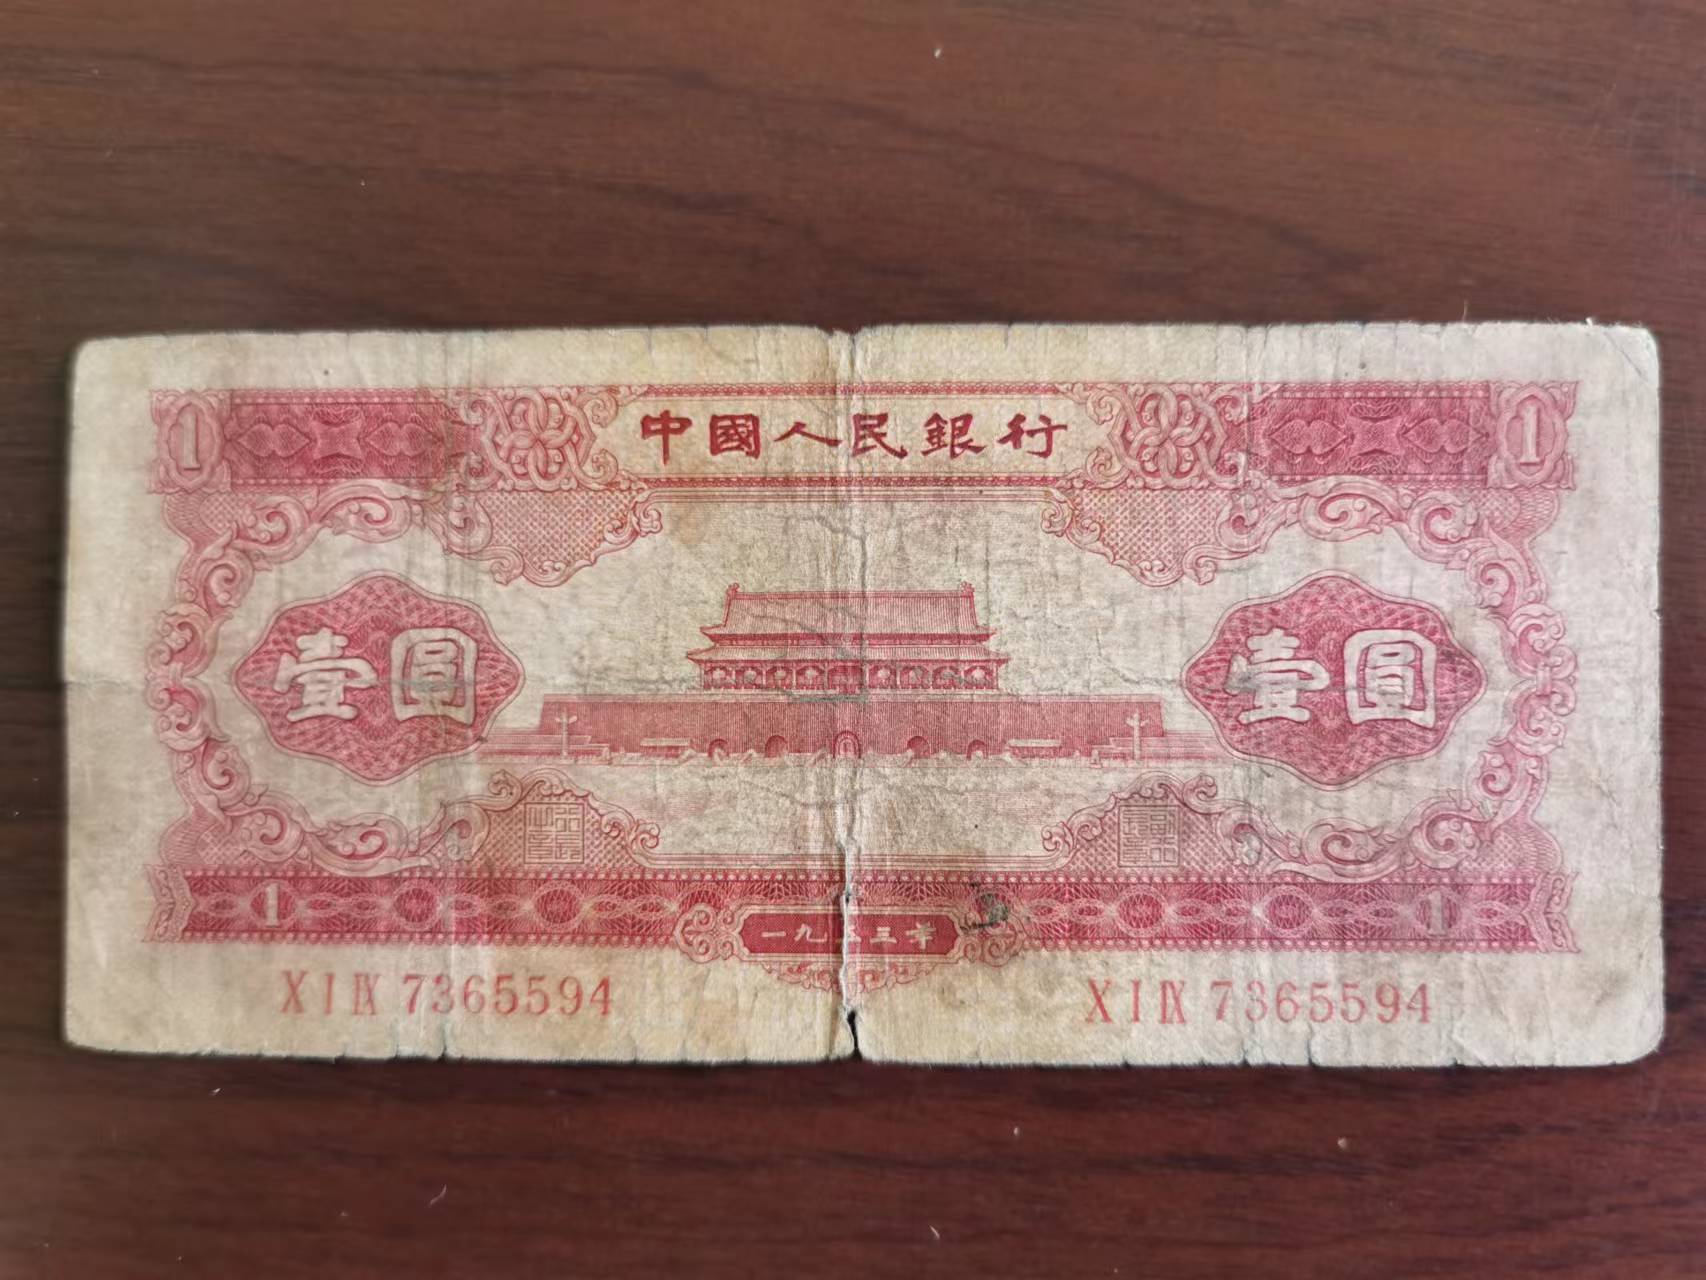 1 中國人民銀行 1
壹圓 壹圓
1 一九五三年 1
X I IX 7365594 X I IX 7365594